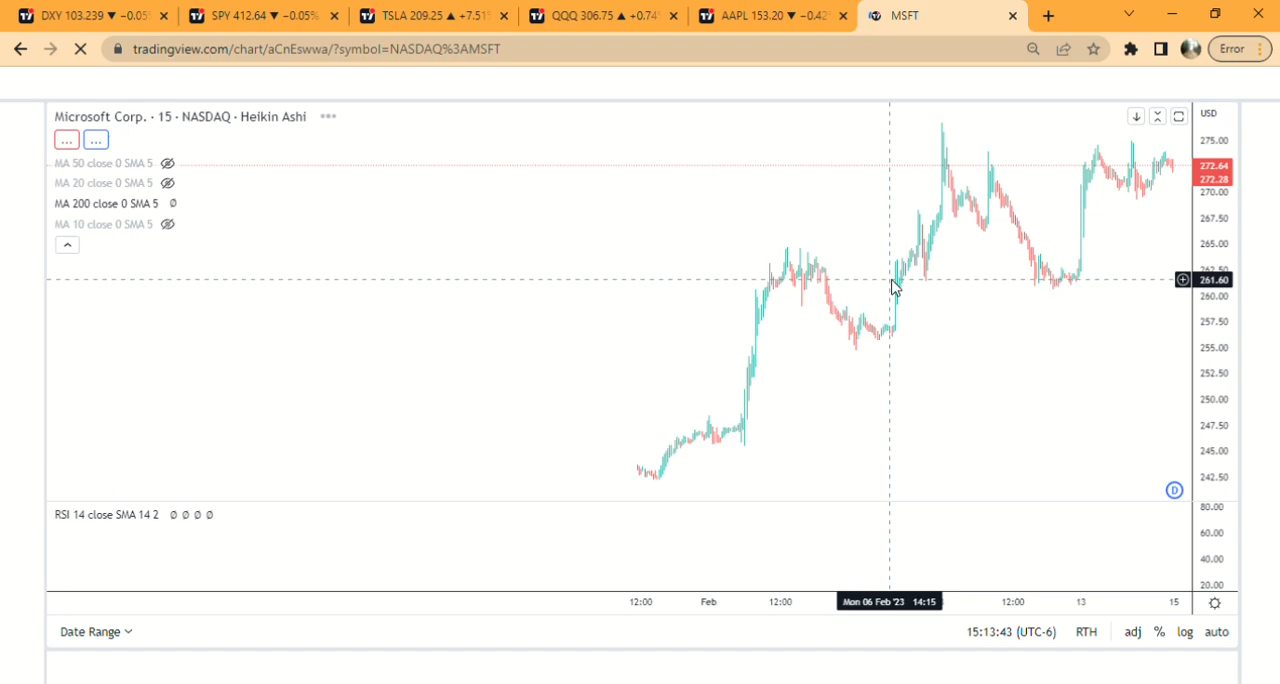 DXY 103.239 ▼ −0.05% SPY 412.64 ▼ −0.05% TSLA 209.25 ▲ +7.51% QQQ 306.75 ▲ +0.74% AAPL 153.20 ▼ −0.42% MSFT
tradingview.com/chart/aCnEswwa/?symbol=NASDAQ%3AMSFT Error
Microsoft Corp. · 15 · NASDAQ · Heikin Ashi
USD
... ...
275.00
MA 50 close 0 SMA 5
272.64
272.28
MA 20 close 0 SMA 5
270.00
MA 200 close 0 SMA 5 ∅
267.50
MA 10 close 0 SMA 5
265.00
262.50
261.60
260.00
257.50
255.00
252.50
250.00
247.50
245.00
242.50
D
80.00
RSI 14 close SMA 14 2 ∅ ∅ ∅ ∅
60.00
40.00
20.00
12:00 Feb 12:00 Mon 06 Feb '23 14:15 12:00 13 15
Date Range 15:13:43 (UTC-6) RTH adj % log auto